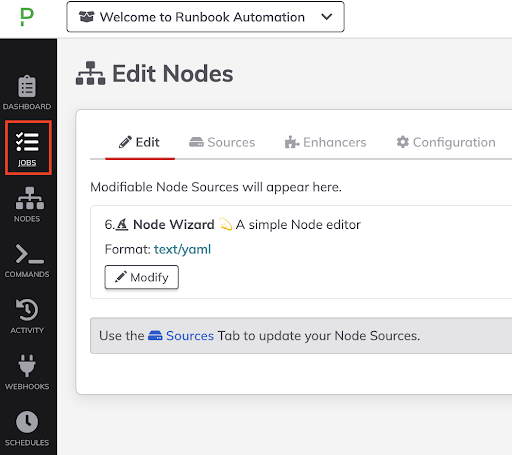 P
Welcome to Runbook Automation
DASHBOARD
JOBS
NODES
COMMANDS
ACTIVITY
WEBHOOKS
SCHEDULES
Edit Nodes
Edit Sources Enhancers Configuration
Modifiable Node Sources will appear here.
6. Node Wizard 💫 A simple Node editor
Format: text/yaml
Modify
Use the Sources Tab to update your Node Sources.